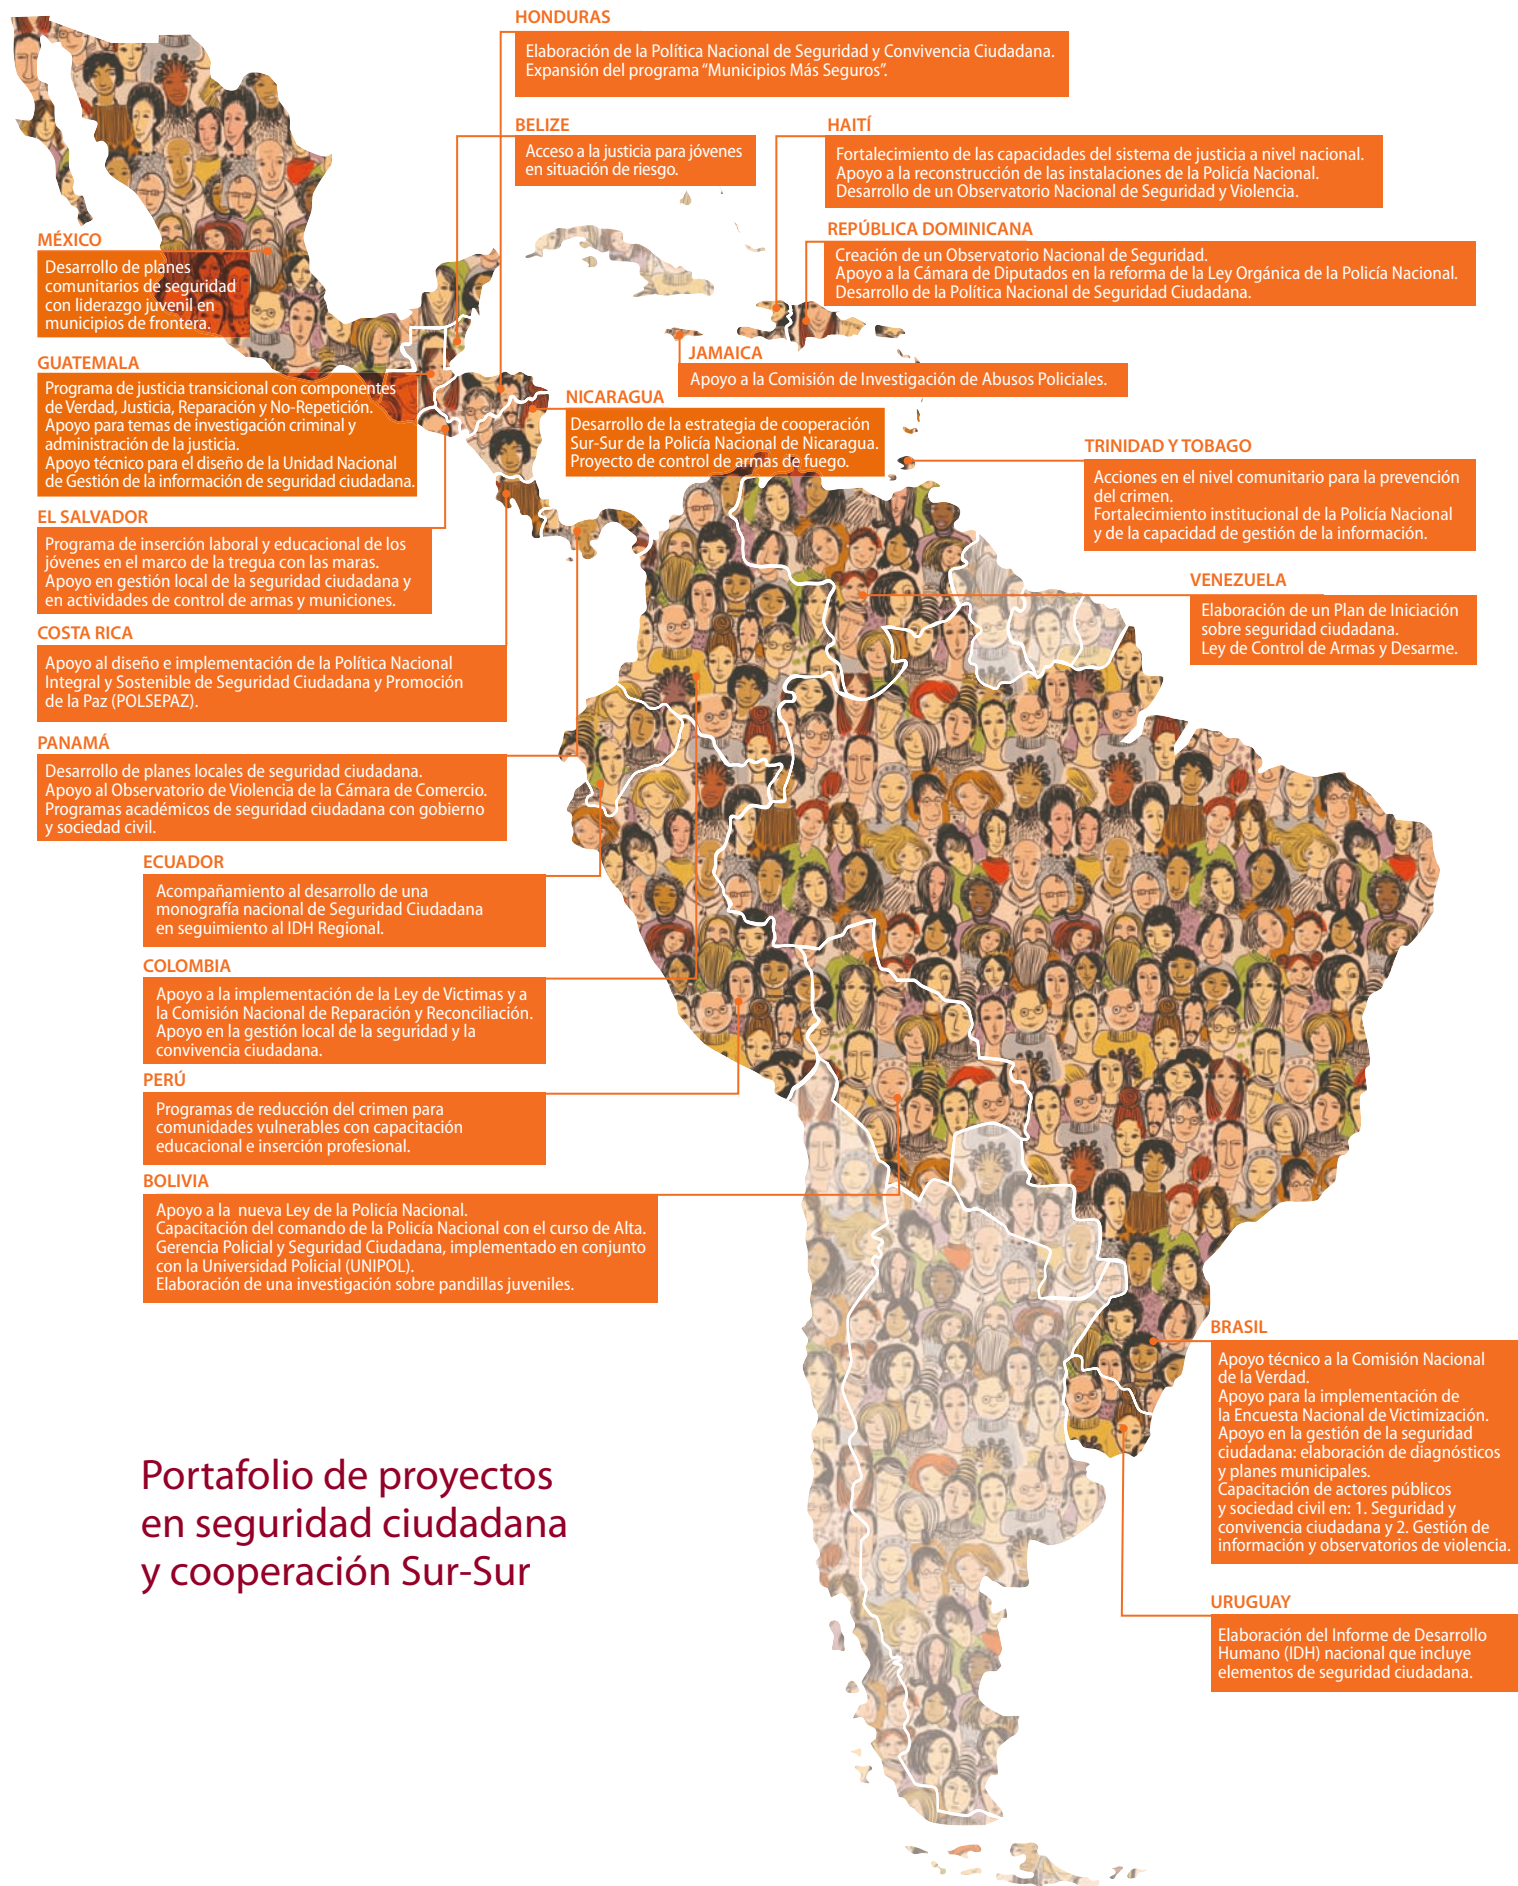 HONDURAS
Elaboración de la Política Nacional de Seguridad y Convivencia Ciudadana.
Expansión del programa “Municipios Más Seguros”.
BELIZE
Acceso a la justicia para jóvenes
en situación de riesgo.
HAITÍ
Fortalecimiento de las capacidades del sistema de justicia a nivel nacional.
Apoyo a la reconstrucción de las instalaciones de la Policía Nacional.
Desarrollo de un Observatorio Nacional de Seguridad y Violencia.
REPÚBLICA DOMINICANA
Creación de un Observatorio Nacional de Seguridad.
Apoyo a la Cámara de Diputados en la reforma de la Ley Orgánica de la Policía Nacional.
Desarrollo de la Política Nacional de Seguridad Ciudadana.
MÉXICO
Desarrollo de planes
comunitarios de seguridad
con liderazgo juvenil en
municipios de frontera.
JAMAICA
Apoyo a la Comisión de Investigación de Abusos Policiales.
GUATEMALA
Programa de justicia transicional con componentes
de Verdad, Justicia, Reparación y No-Repetición.
Apoyo para temas de investigación criminal y
administración de la justicia.
Apoyo técnico para el diseño de la Unidad Nacional
de Gestión de la información de seguridad ciudadana.
NICARAGUA
Desarrollo de la estrategia de cooperación
Sur-Sur de la Policía Nacional de Nicaragua.
Proyecto de control de armas de fuego.
TRINIDAD Y TOBAGO
Acciones en el nivel comunitario para la prevención
del crimen.
Fortalecimiento institucional de la Policía Nacional
y de la capacidad de gestión de la información.
EL SALVADOR
Programa de inserción laboral y educacional de los
jóvenes en el marco de la tregua con las maras.
Apoyo en gestión local de la seguridad ciudadana y
en actividades de control de armas y municiones.
VENEZUELA
Elaboración de un Plan de Iniciación
sobre seguridad ciudadana.
Ley de Control de Armas y Desarme.
COSTA RICA
Apoyo al diseño e implementación de la Política Nacional
Integral y Sostenible de Seguridad Ciudadana y Promoción
de la Paz (POLSEPAZ).
PANAMÁ
Desarrollo de planes locales de seguridad ciudadana.
Apoyo al Observatorio de Violencia de la Cámara de Comercio.
Programas académicos de seguridad ciudadana con gobierno
y sociedad civil.
ECUADOR
Acompañamiento al desarrollo de una
monografía nacional de Seguridad Ciudadana
en seguimiento al IDH Regional.
COLOMBIA
Apoyo a la implementación de la Ley de Victimas y a
la Comisión Nacional de Reparación y Reconciliación.
Apoyo en la gestión local de la seguridad y la
convivencia ciudadana.
PERÚ
Programas de reducción del crimen para
comunidades vulnerables con capacitación
educacional e inserción profesional.
BOLIVIA
Apoyo a la nueva Ley de la Policía Nacional.
Capacitación del comando de la Policía Nacional con el curso de Alta.
Gerencia Policial y Seguridad Ciudadana, implementado en conjunto
con la Universidad Policial (UNIPOL).
Elaboración de una investigación sobre pandillas juveniles.
BRASIL
Apoyo técnico a la Comisión Nacional
de la Verdad.
Apoyo para la implementación de
la Encuesta Nacional de Victimización.
Apoyo en la gestión de la seguridad
ciudadana: elaboración de diagnósticos
y planes municipales.
Capacitación de actores públicos
y sociedad civil en: 1. Seguridad y
convivencia ciudadana y 2. Gestión de
información y observatorios de violencia.
URUGUAY
Elaboración del Informe de Desarrollo
Humano (IDH) nacional que incluye
elementos de seguridad ciudadana.
Portafolio de proyectos
en seguridad ciudadana
y cooperación Sur-Sur